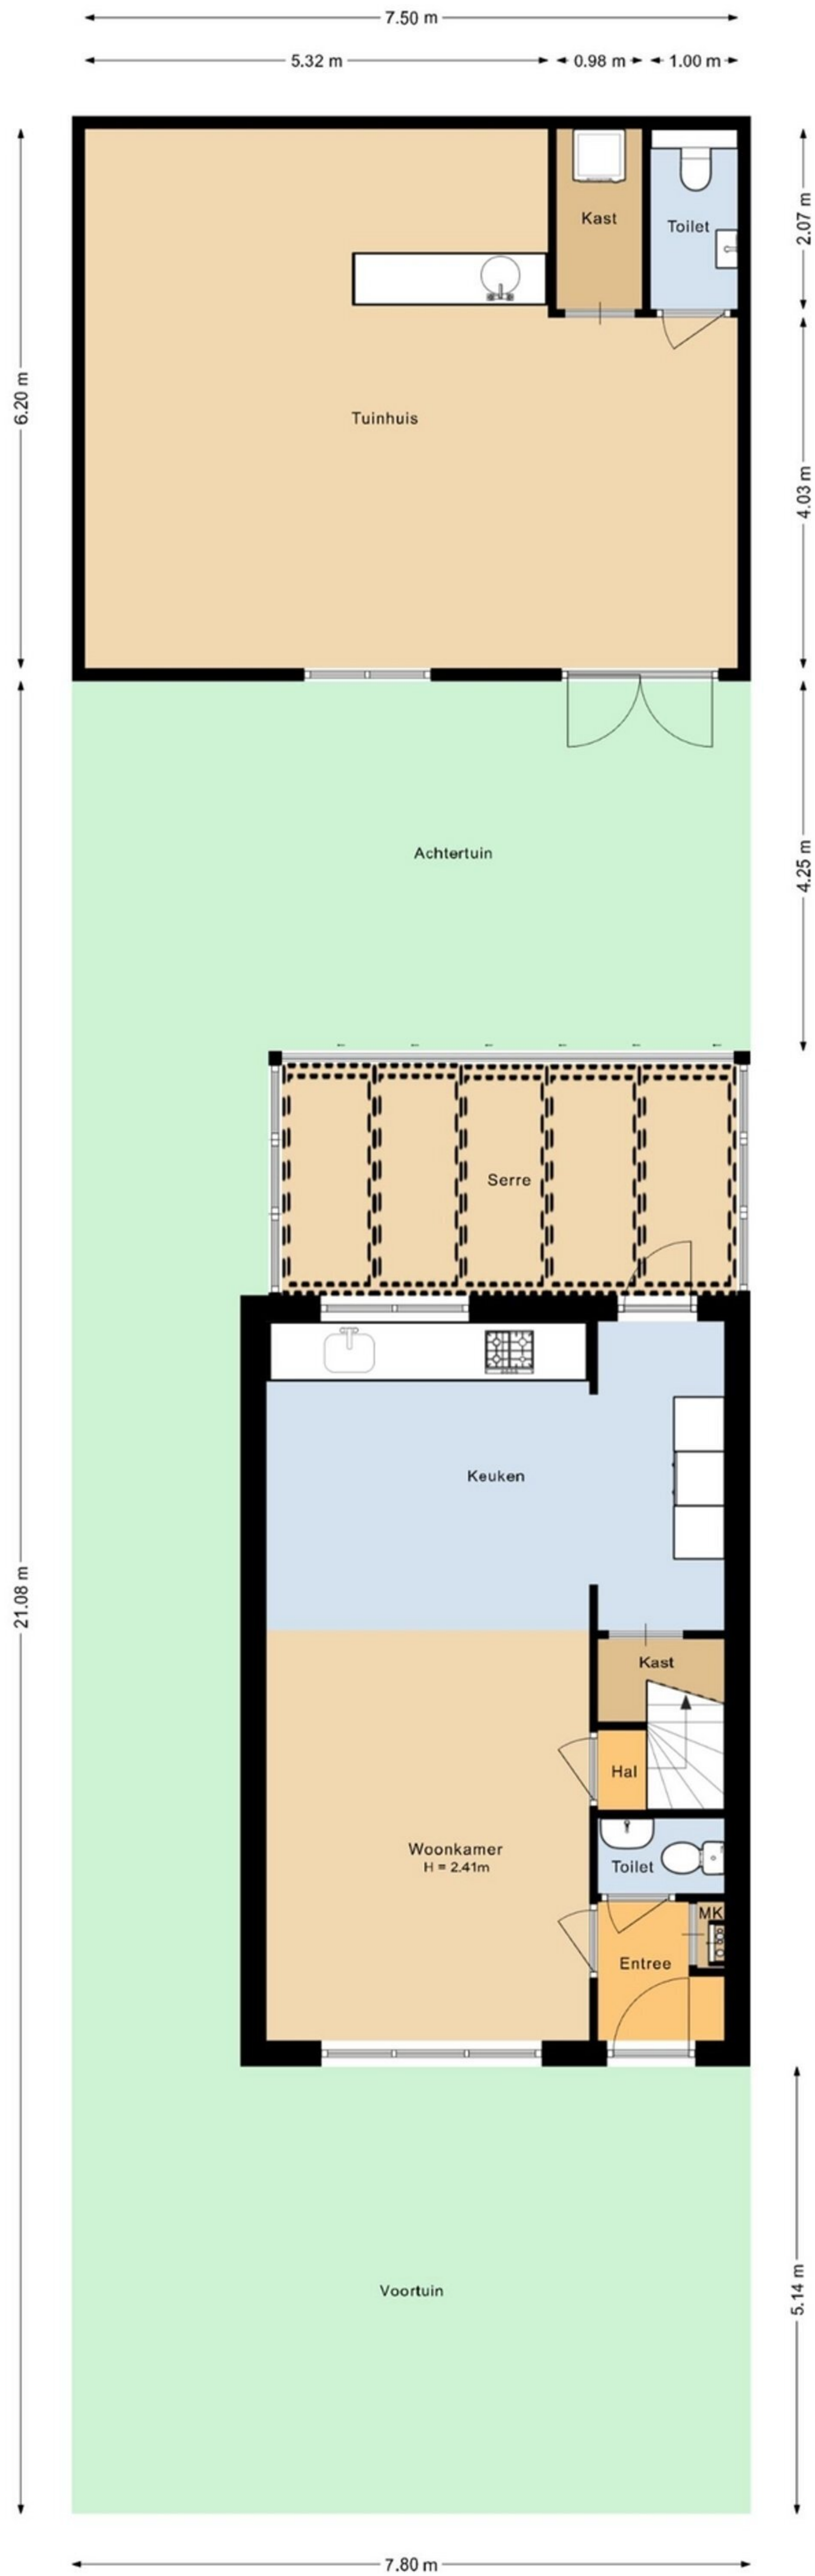 7.50 m
5.32 m
0.98 m
1.00 m
Kast
Toilet
2.07 m
6.20 m
Tuinhuis
4.03 m
Achtertuin
4.25 m
Serre
Keuken
21.08 m
Kast
Hal
Woonkamer
H = 2.41m
Toilet
MK
Entree
Voortuin
5.14 m
7.80 m